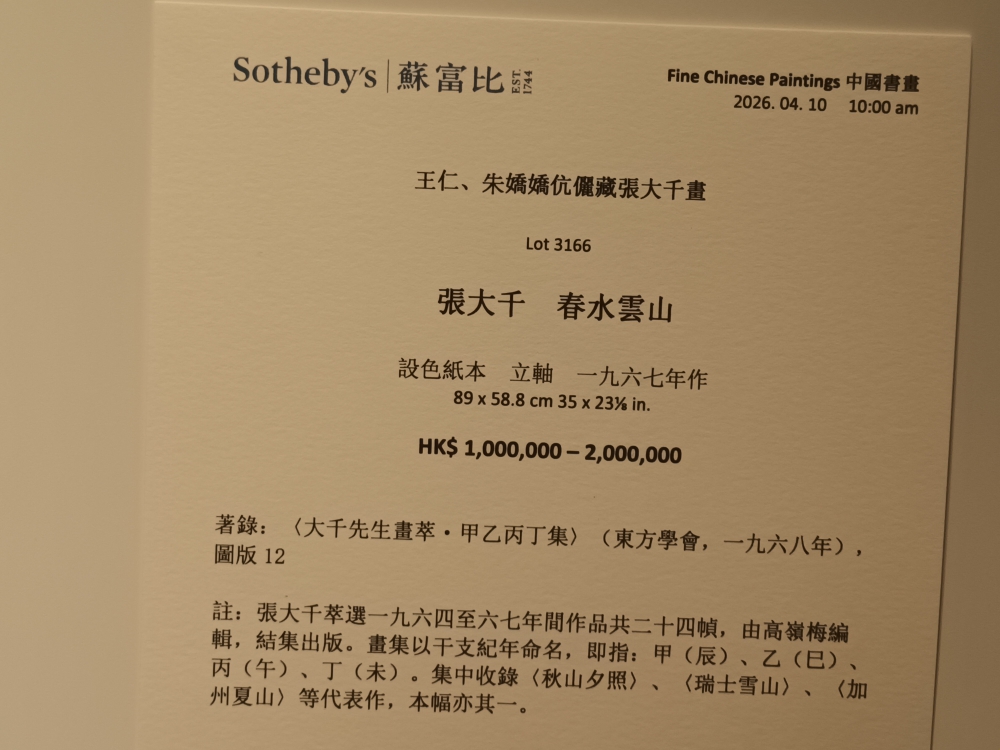 Sotheby's 蘇富比 EST. 1744
Fine Chinese Paintings 中國書畫
2026. 04. 10 10:00 am
王仁、朱嬌嬌伉儷藏張大千畫
Lot 3166
張大千 春水雲山
設色紙本 立軸 一九六七年作
89 x 58.8 cm 35 x 23⅛ in.
HK$ 1,000,000 – 2,000,000
著錄：〈大千先生畫萃・甲乙丙丁集〉（東方學會，一九六八年），
圖版 12
註：張大千萃選一九六四至六七年間作品共二十四幀，由高嶺梅編
輯，結集出版。畫集以干支紀年命名，即指：甲（辰）、乙（巳）、
丙（午）、丁（未）。集中收錄〈秋山夕照〉、〈瑞士雪山〉、〈加
州夏山〉等代表作，本幅亦其一。